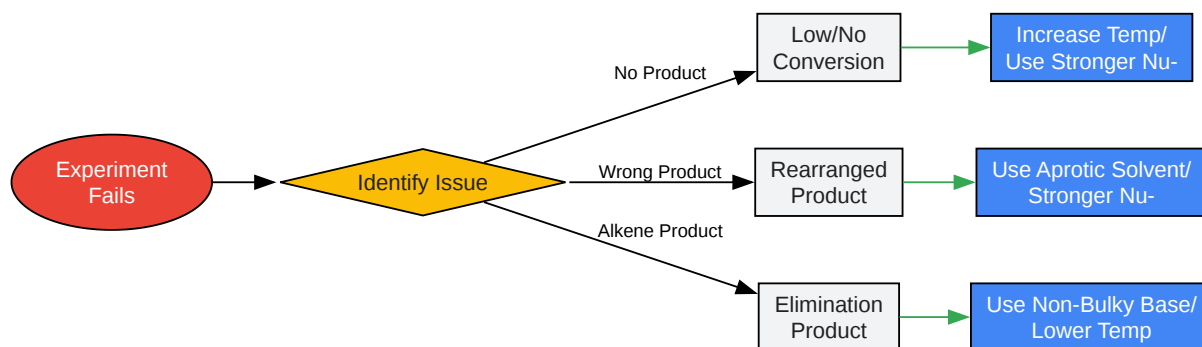 Experiment
Fails
Identify Issue
No Product
Low/No
Conversion
Increase Temp/
Use Stronger Nu-
Wrong Product
Rearranged
Product
Use Aprotic Solvent/
Stronger Nu-
Alkene Product
Elimination
Product
Use Non-Bulky Base/
Lower Temp